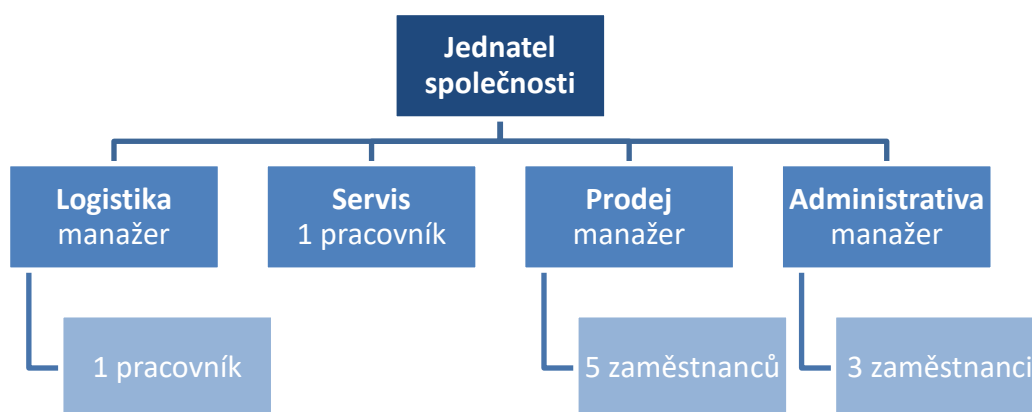 Jednatel
společnosti
Logistika
manažer
Servis
1 pracovník
Prodej
manažer
Administrativa
manažer
1 pracovník
5 zaměstnanců
3 zaměstnanci